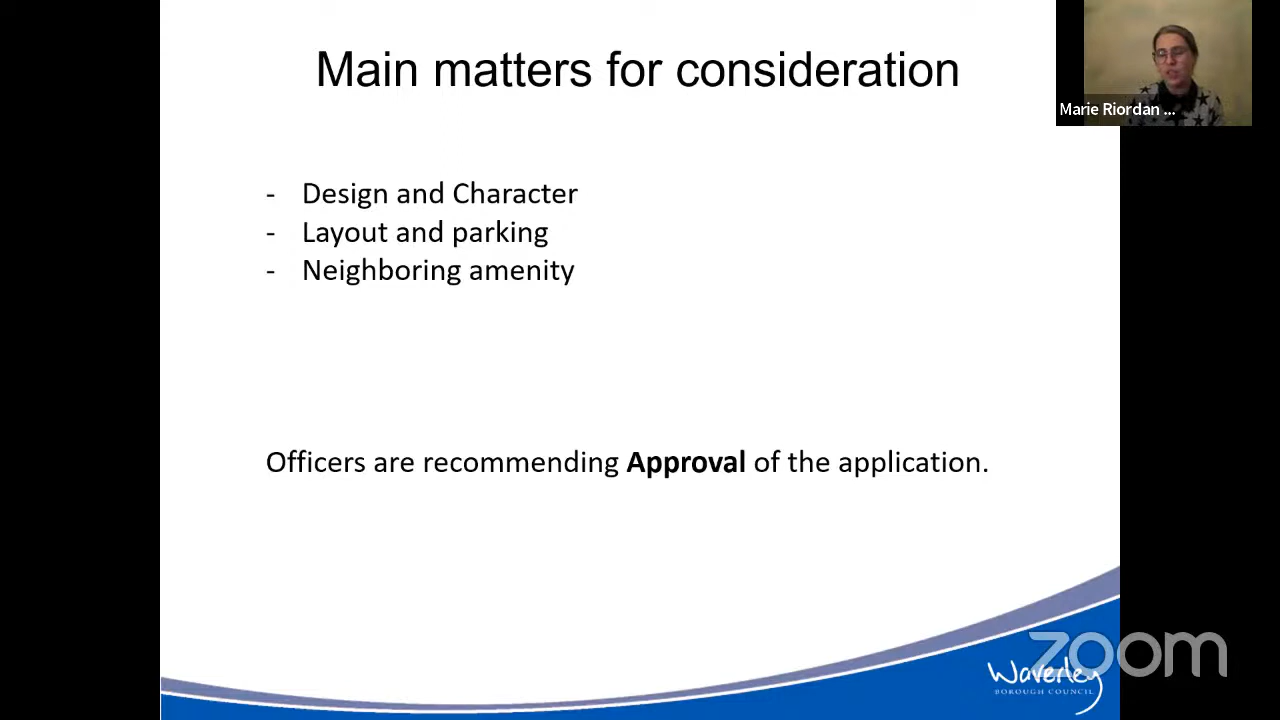 Main matters for consideration
Marie Riordan ...
- Design and Character
- Layout and parking
- Neighboring amenity
Officers are recommending Approval of the application.
zoom
Waverley
BOROUGH COUNCIL